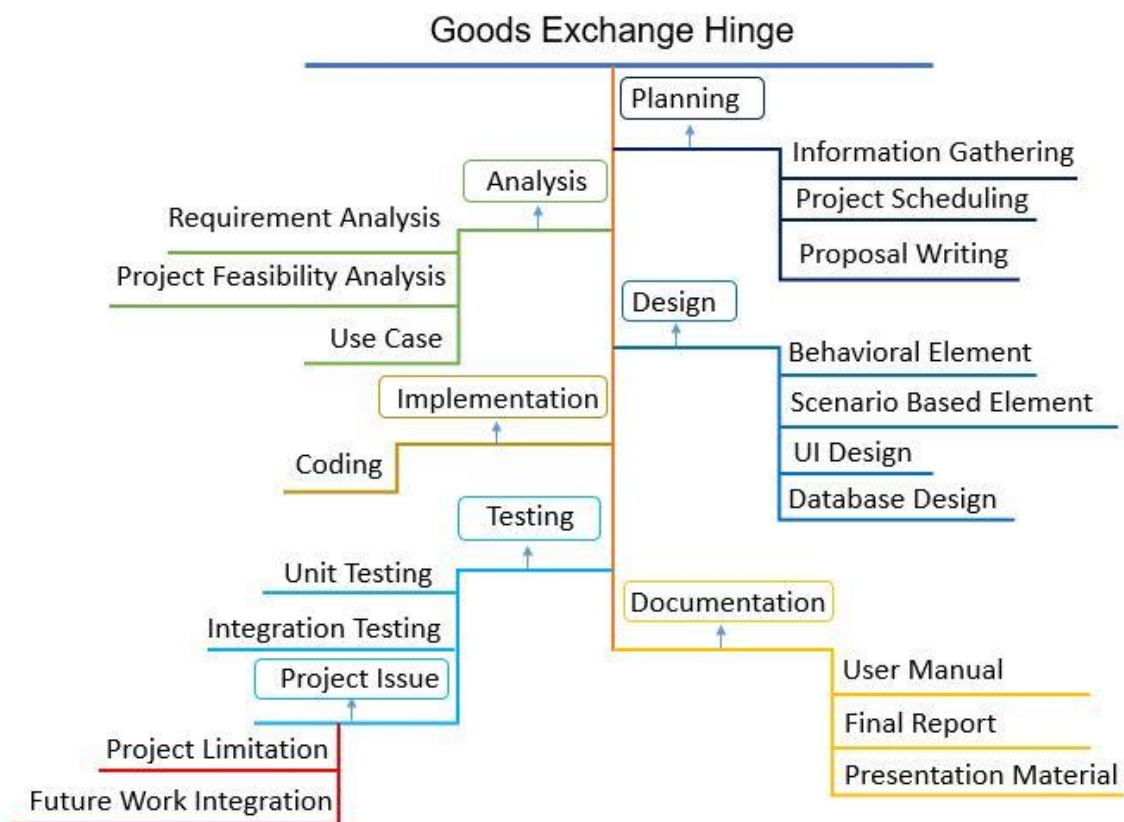 Goods Exchange Hinge
Planning
Information Gathering
Project Scheduling
Proposal Writing
Analysis
Requirement Analysis
Project Feasibility Analysis
Use Case
Design
Behavioral Element
Scenario Based Element
UI Design
Database Design
Implementation
Coding
Testing
Unit Testing
Integration Testing
Project Issue
Project Limitation
Future Work Integration
Documentation
User Manual
Final Report
Presentation Material